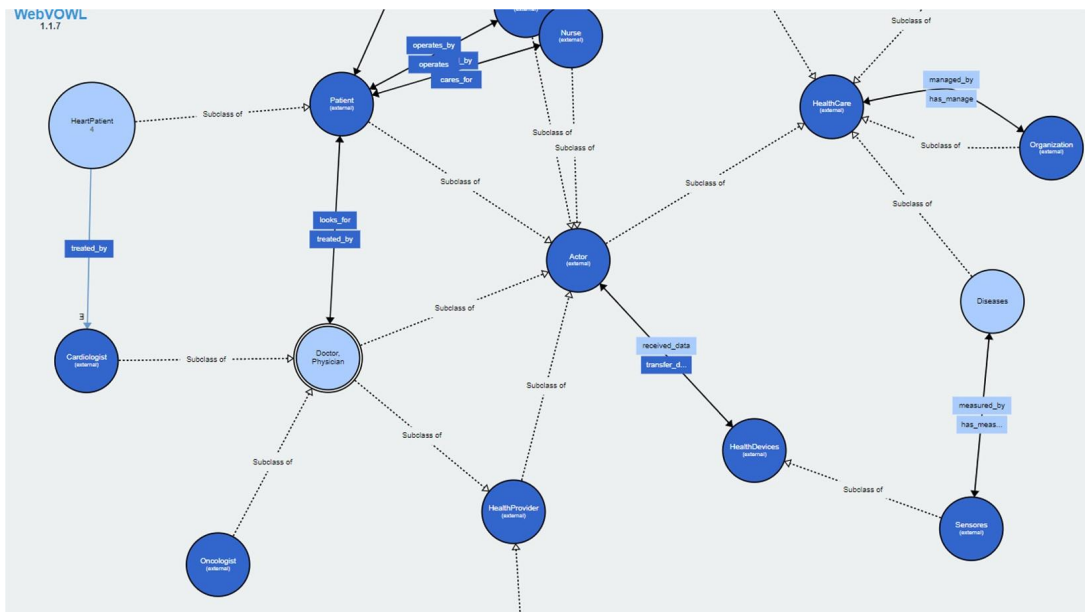 WebVOWL
1.1.7
Nurse
(external)
Subclass of
operates_by
operates
_by
cares_for
managed_by
has_manage
HeartPatient
4
Subclass of
Patient
(external)
HealthCare
(external)
Subclass of
Organization
(external)
Subclass of
Subclass of
Subclass of
Subclass of
Subclass of
looks_for
treated_by
treated_by
Actor
(external)
Diseases
Subclass of
Cardiologist
(external)
Subclass of
Doctor,
Physician
received_data
transfer_d...
Subclass of
measured_by
has_meas...
Subclass of
HealthDevices
(external)
Subclass of
Subclass of
HealthProvider
(external)
Sensores
(external)
Oncologist
(external)